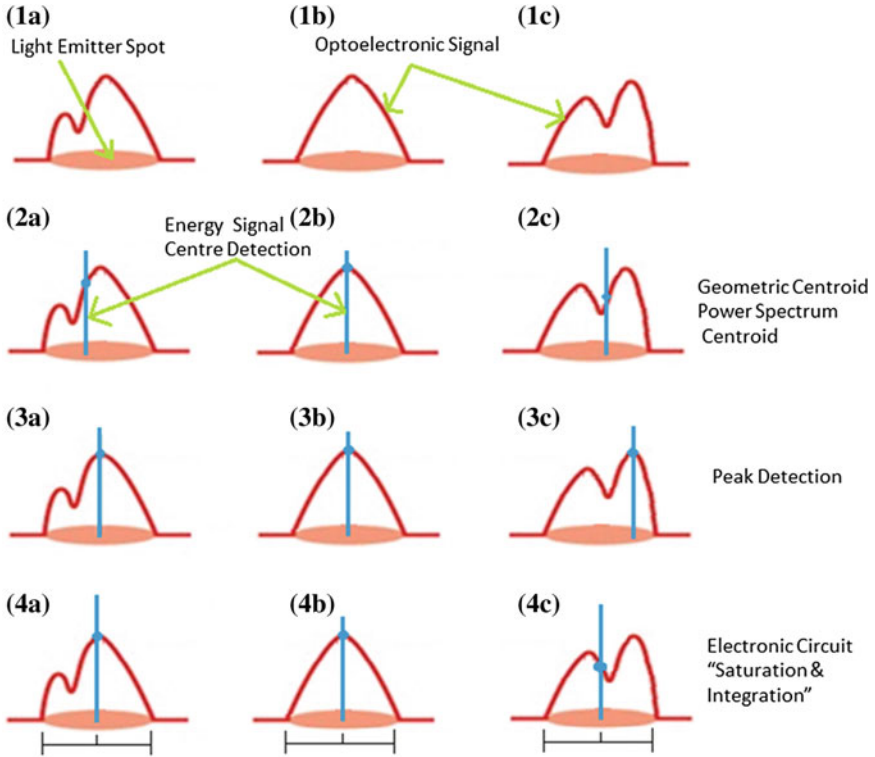 (1a)
(1b)
(1c)
Light Emitter Spot
Optoelectronic Signal
(2a)
(2b)
(2c)
Energy Signal
Centre Detection
Geometric Centroid
Power Spectrum
Centroid
(3a)
(3b)
(3c)
Peak Detection
(4a)
(4b)
(4c)
Electronic Circuit
“Saturation &
Integration”